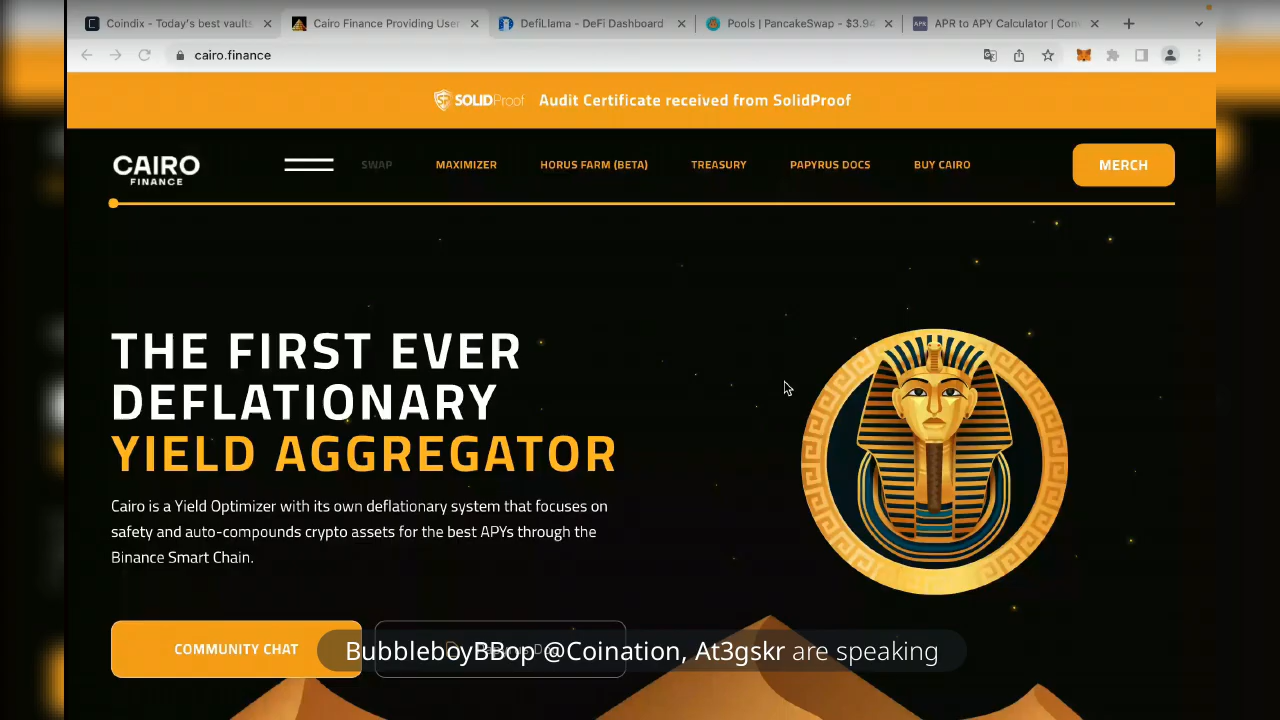 Coindix - Today's best vaults
Cairo Finance Providing User
DefiLlama - DeFi Dashboard
Pools | PancakeSwap - $3.94
APR to APY Calculator | Con
cairo.finance
SOLIDProof Audit Certificate received from SolidProof
CAIRO
FINANCE
SWAP
MAXIMIZER
HORUS FARM (BETA)
TREASURY
PAPYRUS DOCS
BUY CAIRO
MERCH
THE FIRST EVER
DEFLATIONARY
YIELD AGGREGATOR
Cairo is a Yield Optimizer with its own deflationary system that focuses on
safety and auto-compounds crypto assets for the best APYs through the
Binance Smart Chain.
COMMUNITY CHAT
BubbleboyBBop @Coination, At3gskr are speaking